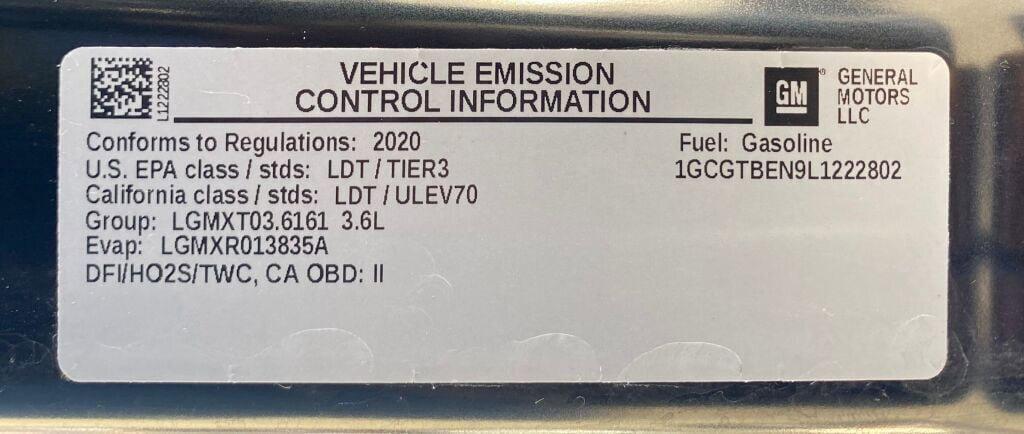 L1222802
VEHICLE EMISSION
CONTROL INFORMATION
GM®
GENERAL
MOTORS
LLC
Conforms to Regulations: 2020
U.S. EPA class / stds: LDT / TIER3
California class / stds: LDT / ULEV70
Group: LGMXT03.6161 3.6L
Evap: LGMXR013835A
DFI/HO2S/TWC, CA OBD: II
Fuel: Gasoline
1GCGTBEN9L1222802